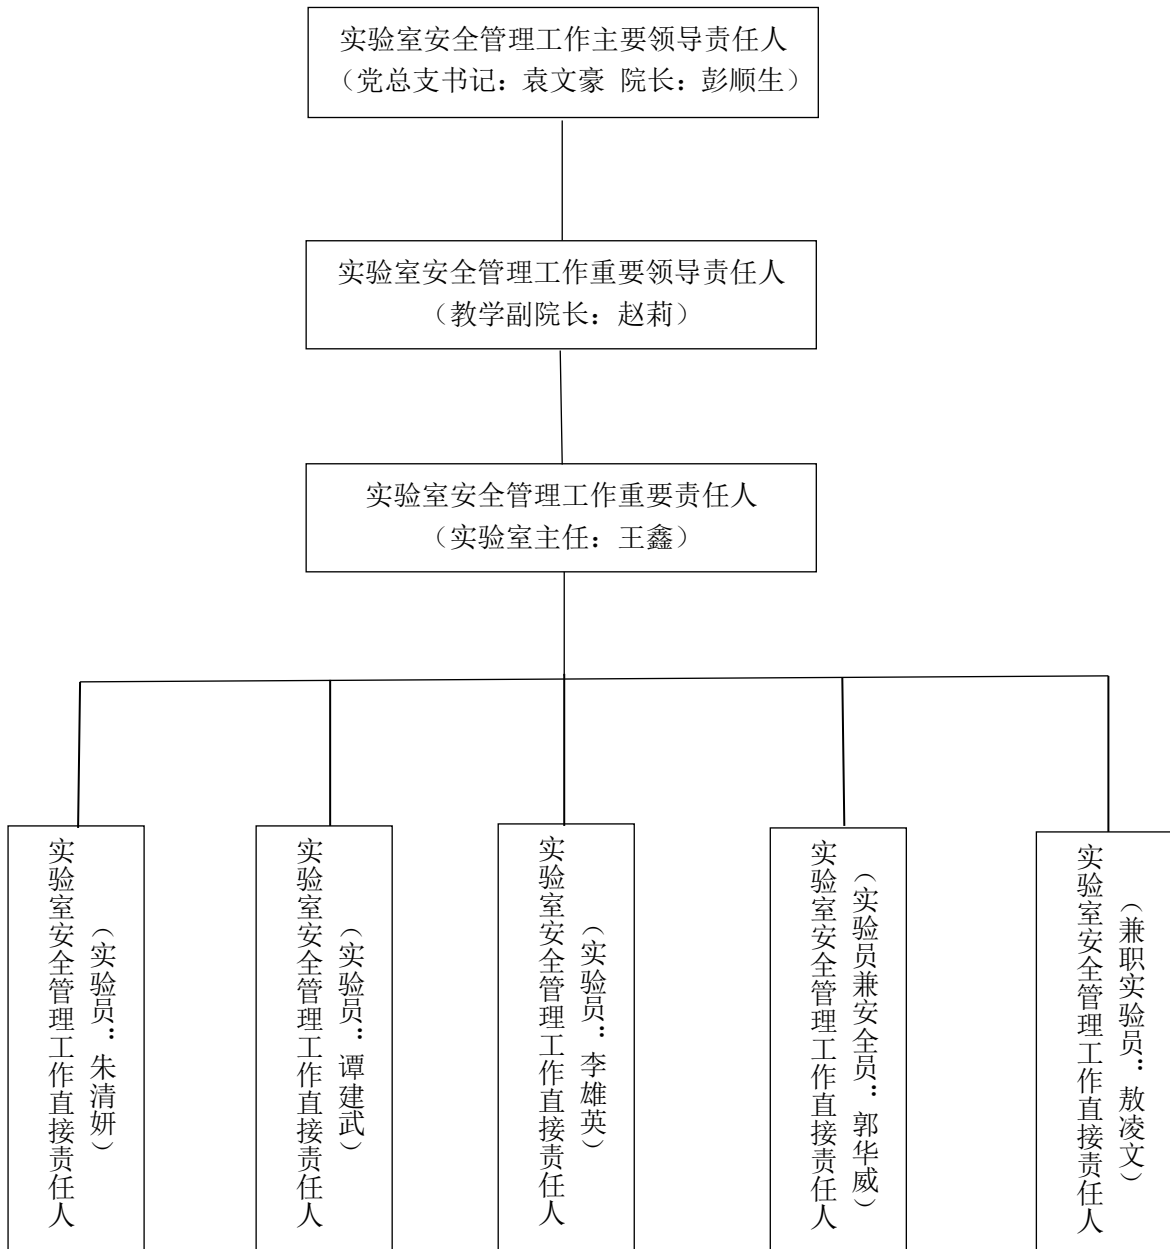 实验室安全管理工作主要领导责任人
（党总支书记：袁文豪 院长：彭顺生）
实验室安全管理工作重要领导责任人
（教学副院长：赵莉）
实验室安全管理工作重要责任人
（实验室主任：王鑫）
实验室安全管理工作直接责任人
（实验员：朱清妍）
实验室安全管理工作直接责任人
（实验员：谭建武）
实验室安全管理工作直接责任人
（实验员：李雄英）
实验室安全管理工作直接责任人
（实验员兼安全员：郭华威）
实验室安全管理工作直接责任人
（兼职实验员：敖凌文）